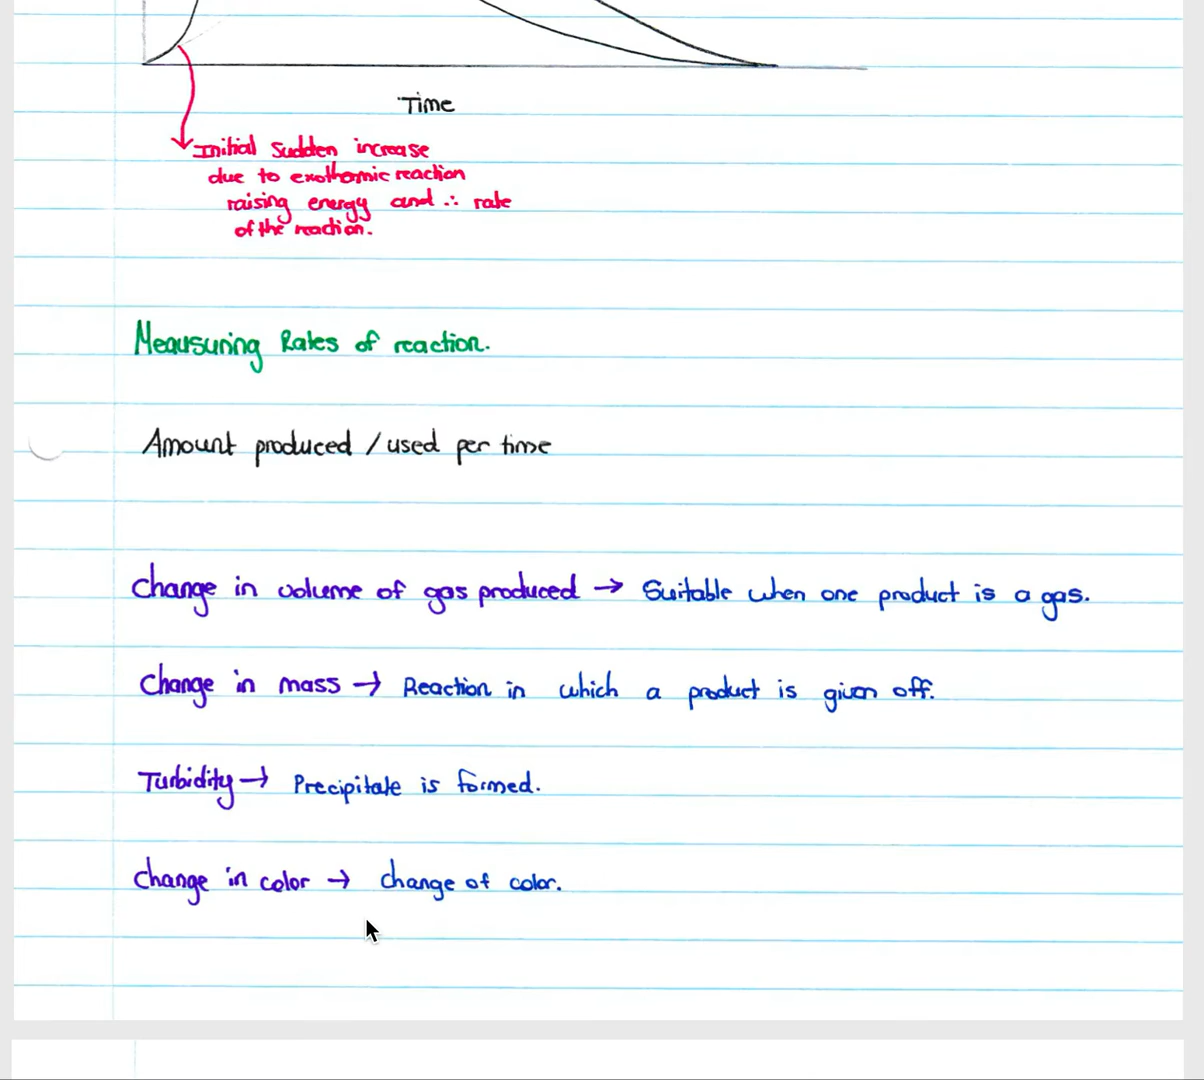 Time
Initial Sudden increase
due to exothomic reaction
raising energy and ∴ rate
of the reaction.
Meausuring Rates of reaction.
Amount produced / used per time
Change in volume of gas produced → Suitable when one product is a gas.
Change in mass → Reaction in which a product is given off.
Turbidity → Precipitate is formed.
Change in color → change of color.